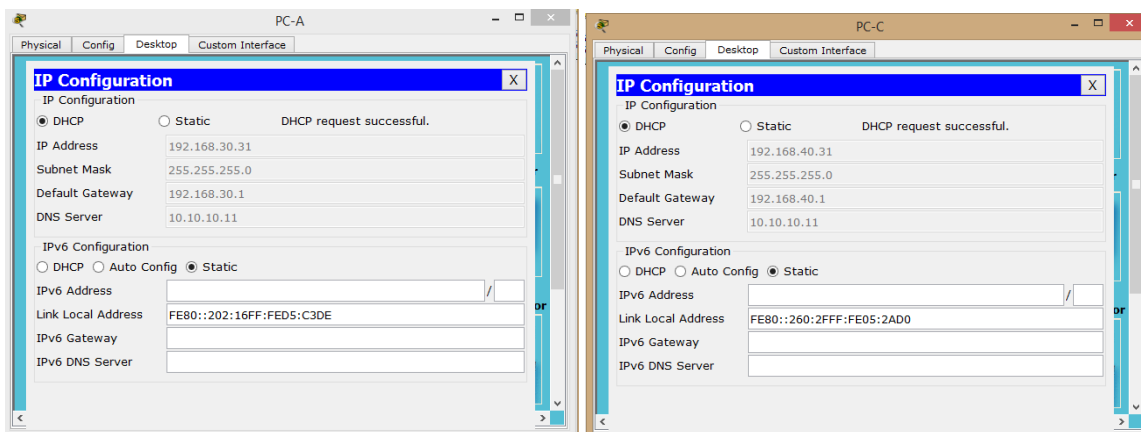 PC-A
Physical Config Desktop Custom Interface
IP Configuration X
IP Configuration
DHCP Static DHCP request successful.
IP Address 192.168.30.31
Subnet Mask 255.255.255.0
Default Gateway 192.168.30.1
DNS Server 10.10.10.11
IPv6 Configuration
DHCP Auto Config Static
IPv6 Address /
Link Local Address FE80::202:16FF:FED5:C3DE
IPv6 Gateway
IPv6 DNS Server
or
PC-C
Physical Config Desktop Custom Interface
IP Configuration X
IP Configuration
DHCP Static DHCP request successful.
IP Address 192.168.40.31
Subnet Mask 255.255.255.0
Default Gateway 192.168.40.1
DNS Server 10.10.10.11
IPv6 Configuration
DHCP Auto Config Static
IPv6 Address /
Link Local Address FE80::260:2FFF:FE05:2AD0
IPv6 Gateway
IPv6 DNS Server
or